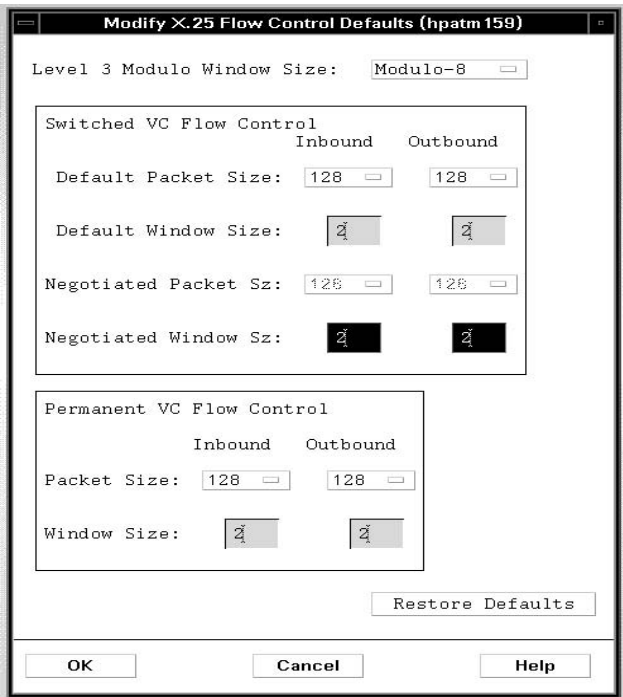 Modify X.25 Flow Control Defaults (hpatm159)
Level 3 Modulo Window Size: Modulo-8
Switched VC Flow Control
Inbound Outbound
Default Packet Size: 128 128
Default Window Size: 2 2
Negotiated Packet Sz: 128 128
Negotiated Window Sz: 2 2
Permanent VC Flow Control
Inbound Outbound
Packet Size: 128 128
Window Size: 2 2
Restore Defaults
OK Cancel Help